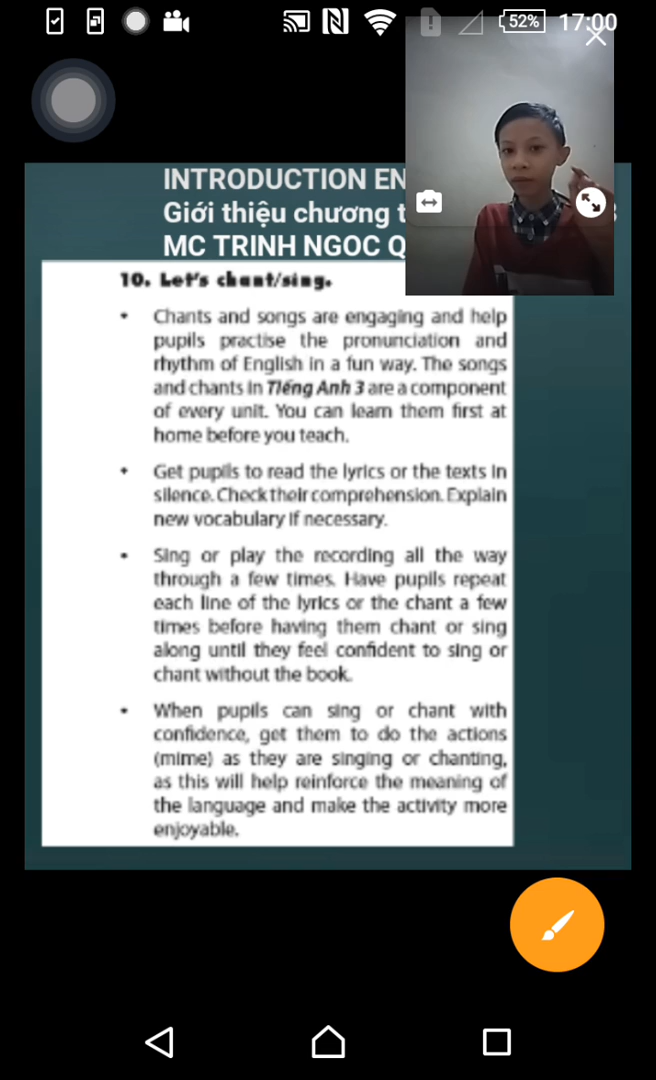 52% 17:00
INTRODUCTION EN
Giới thiệu chương t
MC TRINH NGOC Q
10. Let's chant/sing.
• Chants and songs are engaging and help
pupils practise the pronunciation and
rhythm of English in a fun way. The songs
and chants in Tiếng Anh 3 are a component
of every unit. You can learn them first at
home before you teach.
• Get pupils to read the lyrics or the texts in
silence. Check their comprehension. Explain
new vocabulary if necessary.
• Sing or play the recording all the way
through a few times. Have pupils repeat
each line of the lyrics or the chant a few
times before having them chant or sing
along until they feel confident to sing or
chant without the book.
• When pupils can sing or chant with
confidence, get them to do the actions
(mime) as they are singing or chanting,
as this will help reinforce the meaning of
the language and make the activity more
enjoyable.